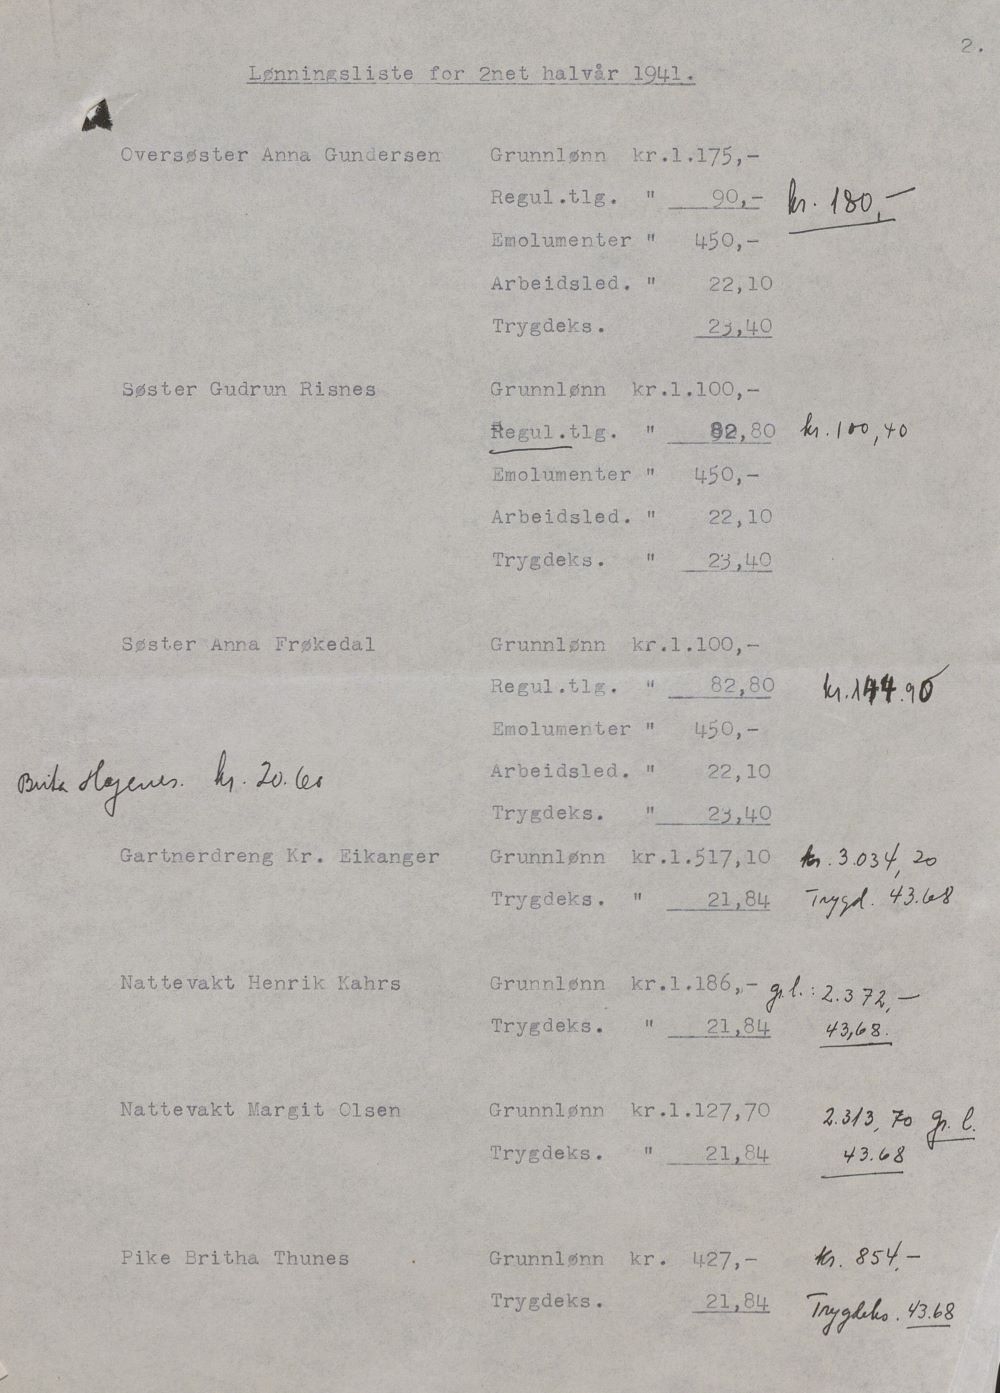 2.
Lønningsliste for 2net halvår 1941.
Oversøster Anna Gundersen Grunnlønn kr.1.175,-
Regul.tlg. " 90,- kr. 180,-
Emolumenter " 450,-
Arbeidsled. " 22,10
Trygdeks. 23,40
Søster Gudrun Risnes Grunnlønn kr.1.100,-
Regul.tlg. " 82,80 kr. 100,40
Emolumenter " 450,-
Arbeidsled. " 22,10
Trygdeks. " 23,40
Søster Anna Frøkedal Grunnlønn kr.1.100,-
Regul.tlg. " 82,80 kr. 144.90
Emolumenter " 450,-
Arbeidsled. " 22,10
Brita kr. 20.60
Trygdeks. " 23,40
Gartnerdreng Kr. Eikanger Grunnlønn kr.1.517,10 kr. 3.034,20
Trygdeks. " 21,84 Trygd. 43.68
Nattevakt Henrik Kahrs Grunnlønn kr.1.186,- gr.l.: 2.372,-
Trygdeks. " 21,84 43,68.
Nattevakt Margit Olsen Grunnlønn kr.1.127,70 2.313,70 gr. l.
Trygdeks. " 21,84 43.68
Pike Britha Thunes Grunnlønn kr. 427,- kr. 854,-
Trygdeks. 21,84 Trygdeks. 43.68